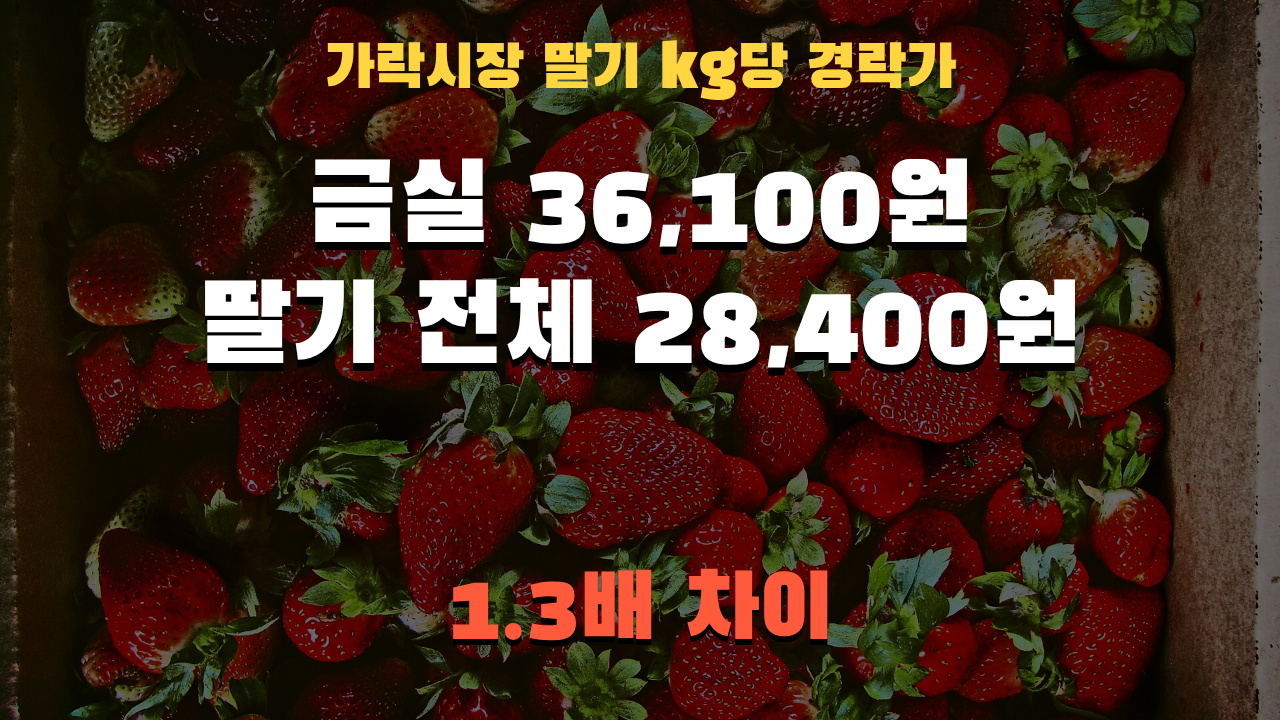 가락시장 딸기 kg당 경락가
금실 36,100원
딸기 전체 28,400원
1.3배 차이